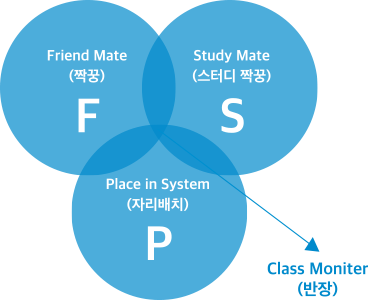 Friend Mate
(짝꿍)
F
Study Mate
(스터디 짝꿍)
S
Place in System
(자리배치)
P
Class Moniter
(반장)